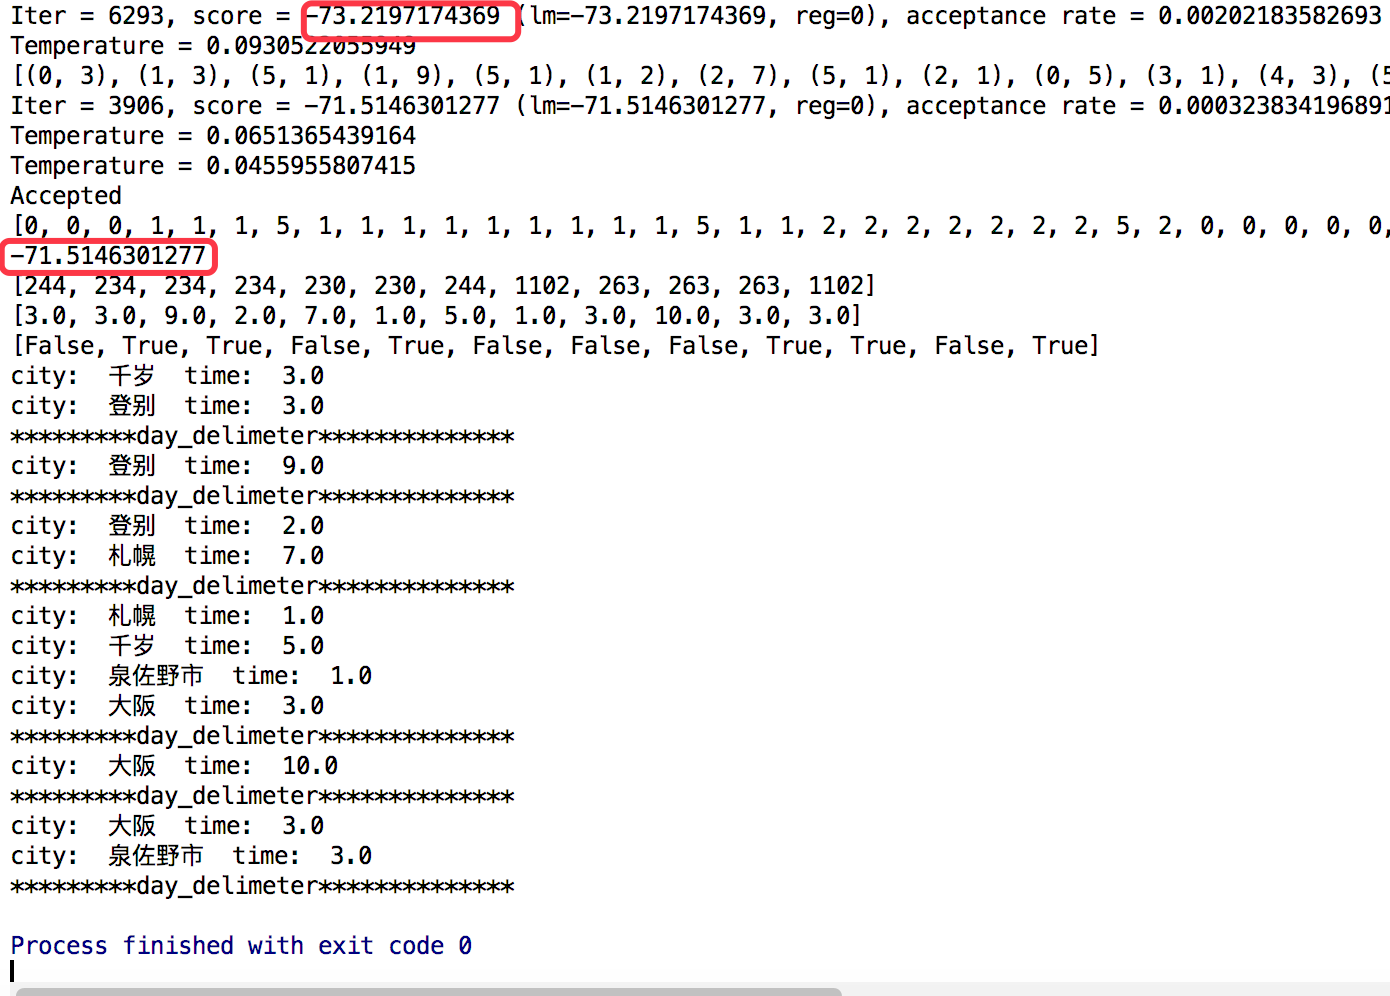 Iter = 6293, score = -73.2197174369 (lm=-73.2197174369, reg=0), acceptance rate = 0.00202183582693
Temperature = 0.0930522055949
[(0, 3), (1, 3), (5, 1), (1, 9), (5, 1), (1, 2), (2, 7), (5, 1), (2, 1), (0, 5), (3, 1), (4, 3), (5
Iter = 3906, score = -71.5146301277 (lm=-71.5146301277, reg=0), acceptance rate = 0.000323834196891
Temperature = 0.0651365439164
Temperature = 0.0455955807415
Accepted
[0, 0, 0, 1, 1, 1, 5, 1, 1, 1, 1, 1, 1, 1, 1, 1, 5, 1, 1, 2, 2, 2, 2, 2, 2, 2, 5, 2, 0, 0, 0, 0, 0,
-71.5146301277
[244, 234, 234, 234, 230, 230, 244, 1102, 263, 263, 263, 1102]
[3.0, 3.0, 9.0, 2.0, 7.0, 1.0, 5.0, 1.0, 3.0, 10.0, 3.0, 3.0]
[False, True, True, False, True, False, False, False, True, True, False, True]
city:  千岁  time:  3.0
city:  登别  time:  3.0
*********day_delimeter**************
city:  登别  time:  9.0
*********day_delimeter**************
city:  登别  time:  2.0
city:  札幌  time:  7.0
*********day_delimeter**************
city:  札幌  time:  1.0
city:  千岁  time:  5.0
city:  泉佐野市  time:  1.0
city:  大阪  time:  3.0
*********day_delimeter**************
city:  大阪  time:  10.0
*********day_delimeter**************
city:  大阪  time:  3.0
city:  泉佐野市  time:  3.0
*********day_delimeter**************
Process finished with exit code 0